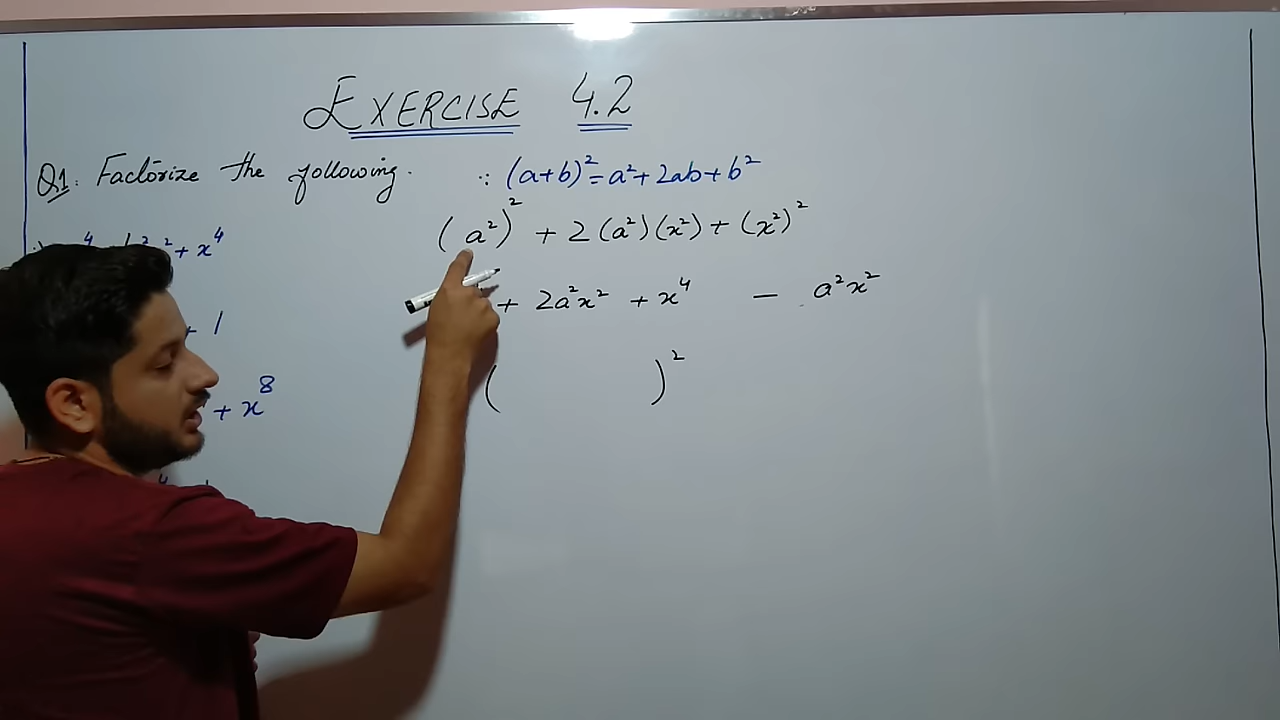 EXERCISE 4.2
Q.1. Factorize the following.
∵ (a+b)² = a² + 2ab + b²
(a²)² + 2(a²)(x²) + (x²)²
+ x⁴
+ 2a²x² + x⁴ - a²x²
+ 1
( )²
+ x⁸